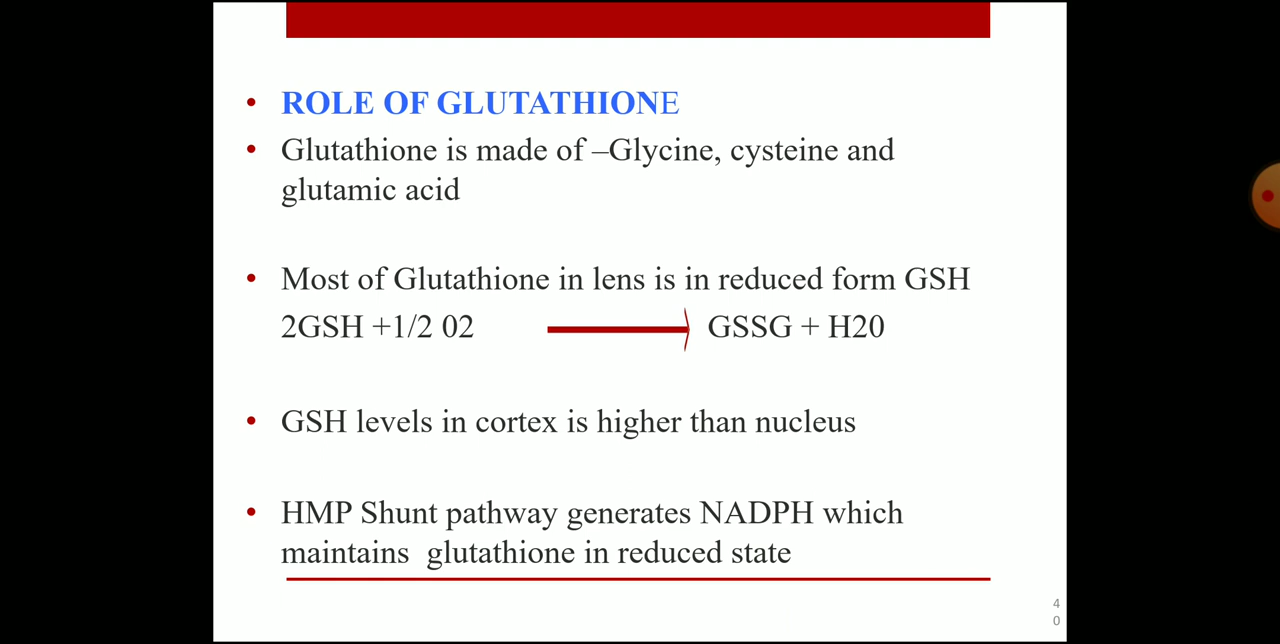 • ROLE OF GLUTATHIONE
• Glutathione is made of –Glycine, cysteine and
glutamic acid
• Most of Glutathione in lens is in reduced form GSH
2GSH +1/2 02 GSSG + H20
• GSH levels in cortex is higher than nucleus
• HMP Shunt pathway generates NADPH which
maintains glutathione in reduced state
4
0